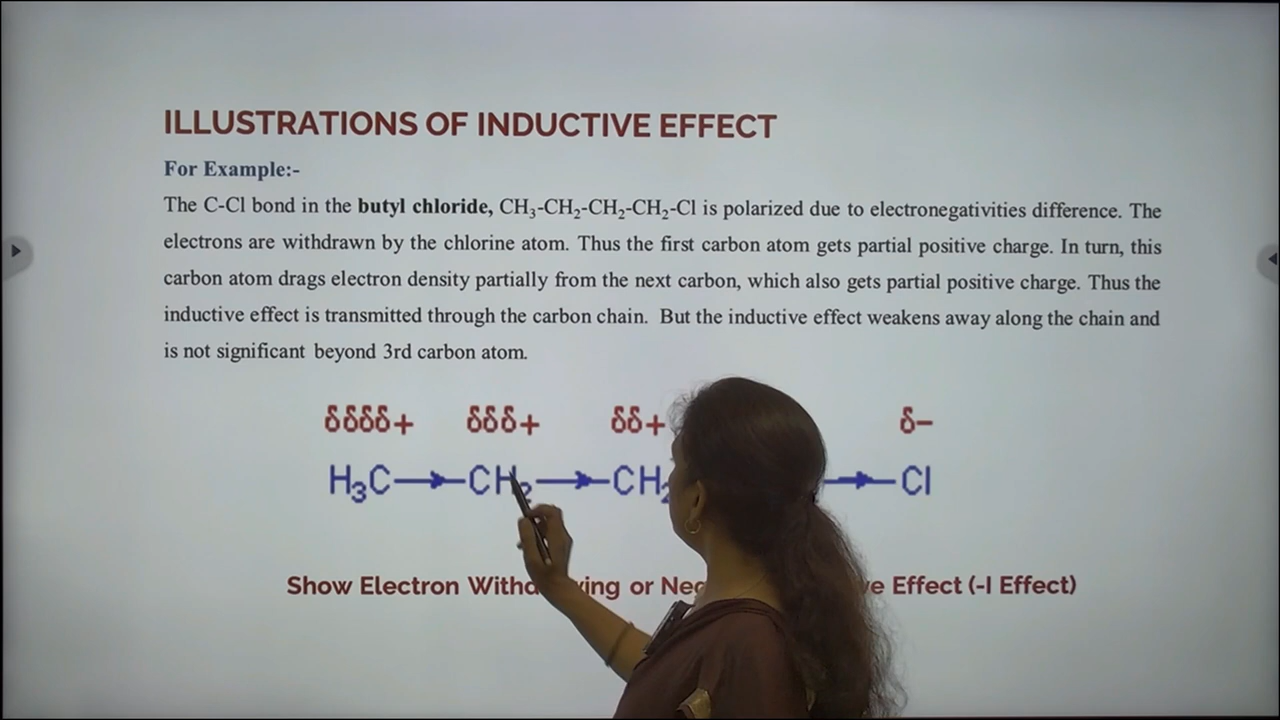 ILLUSTRATIONS OF INDUCTIVE EFFECT
For Example:-
The C-Cl bond in the butyl chloride, CH₃-CH₂-CH₂-CH₂-Cl is polarized due to electronegativities difference. The
electrons are withdrawn by the chlorine atom. Thus the first carbon atom gets partial positive charge. In turn, this
carbon atom drags electron density partially from the next carbon, which also gets partial positive charge. Thus the
inductive effect is transmitted through the carbon chain. But the inductive effect weakens away along the chain and
is not significant beyond 3rd carbon atom.
δδδδ+ δδδ+ δδ+ δ−
H₃C→CH₂→CH₂ →Cl
Show Electron or Effect (-I Effect)